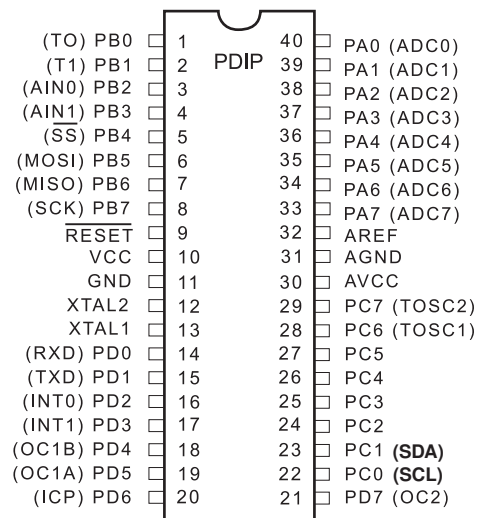 PDIP
(TO) PB0 1
(T1) PB1 2
(AIN0) PB2 3
(AIN1) PB3 4
(SS) PB4 5
(MOSI) PB5 6
(MISO) PB6 7
(SCK) PB7 8
RESET 9
VCC 10
GND 11
XTAL2 12
XTAL1 13
(RXD) PD0 14
(TXD) PD1 15
(INT0) PD2 16
(INT1) PD3 17
(OC1B) PD4 18
(OC1A) PD5 19
(ICP) PD6 20
40 PA0 (ADC0)
39 PA1 (ADC1)
38 PA2 (ADC2)
37 PA3 (ADC3)
36 PA4 (ADC4)
35 PA5 (ADC5)
34 PA6 (ADC6)
33 PA7 (ADC7)
32 AREF
31 AGND
30 AVCC
29 PC7 (TOSC2)
28 PC6 (TOSC1)
27 PC5
26 PC4
25 PC3
24 PC2
23 PC1 (SDA)
22 PC0 (SCL)
21 PD7 (OC2)